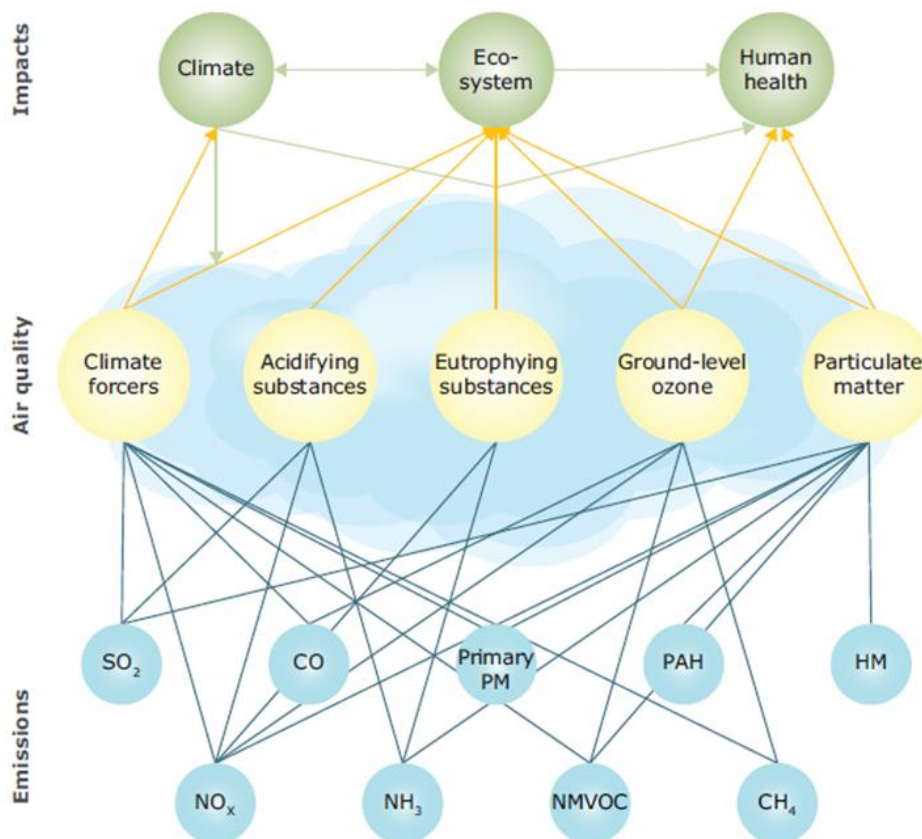 Impacts
Climate
Eco-
system
Human
health
Air quality
Climate
forcers
Acidifying
substances
Eutrophying
substances
Ground-level
ozone
Particulate
matter
Emissions
SO₂
CO
Primary
PM
PAH
HM
NOₓ
NH₃
NMVOC
CH₄